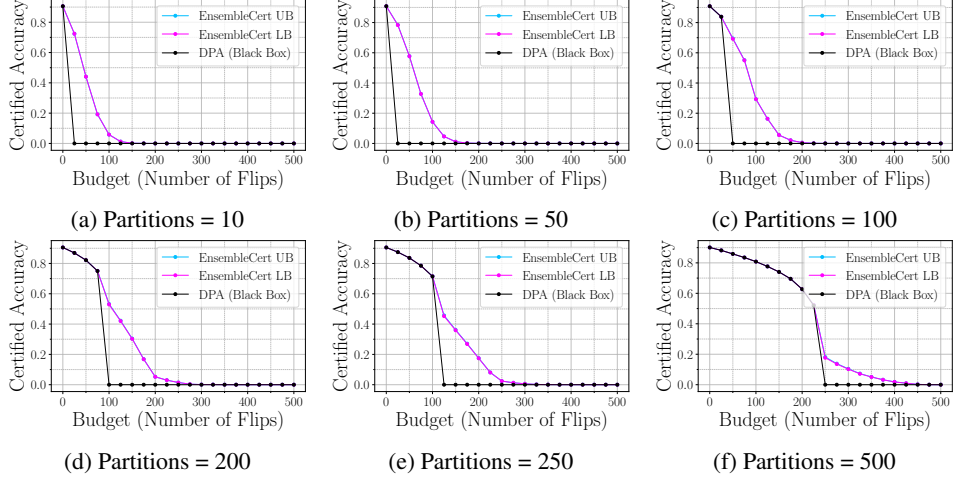 Certified Accuracy
0.8
0.6
0.4
0.2
0.0
0 100 200 300 400 500
Budget (Number of Flips)
EnsembleCert UB
EnsembleCert LB
DPA (Black Box)
(a) Partitions = 10
Certified Accuracy
0.8
0.6
0.4
0.2
0.0
0 100 200 300 400 500
Budget (Number of Flips)
EnsembleCert UB
EnsembleCert LB
DPA (Black Box)
(b) Partitions = 50
Certified Accuracy
0.8
0.6
0.4
0.2
0.0
0 100 200 300 400 500
Budget (Number of Flips)
EnsembleCert UB
EnsembleCert LB
DPA (Black Box)
(c) Partitions = 100
Certified Accuracy
0.8
0.6
0.4
0.2
0.0
0 100 200 300 400 500
Budget (Number of Flips)
EnsembleCert UB
EnsembleCert LB
DPA (Black Box)
(d) Partitions = 200
Certified Accuracy
0.8
0.6
0.4
0.2
0.0
0 100 200 300 400 500
Budget (Number of Flips)
EnsembleCert UB
EnsembleCert LB
DPA (Black Box)
(e) Partitions = 250
Certified Accuracy
0.8
0.6
0.4
0.2
0.0
0 100 200 300 400 500
Budget (Number of Flips)
EnsembleCert UB
EnsembleCert LB
DPA (Black Box)
(f) Partitions = 500